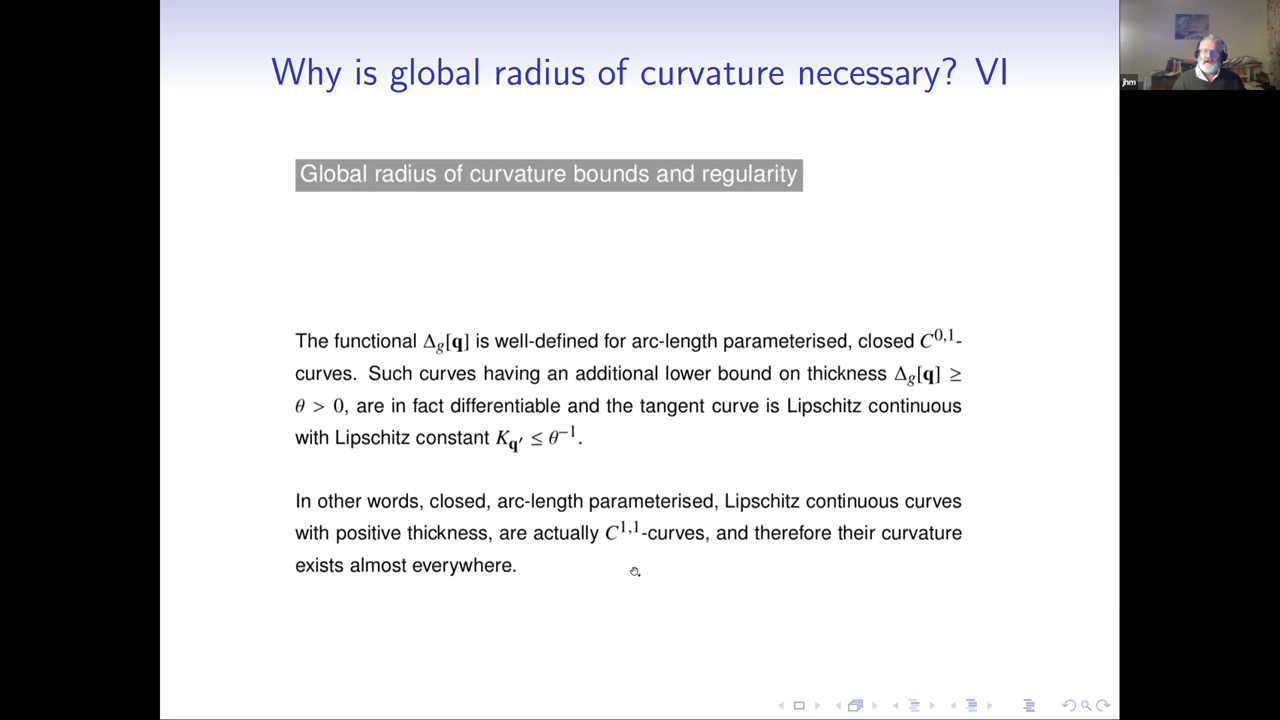 Why is global radius of curvature necessary? VI
jhm
Global radius of curvature bounds and regularity
The functional Δg[q] is well-defined for arc-length parameterised, closed C^{0,1}-
curves. Such curves having an additional lower bound on thickness Δg[q] ≥
θ > 0, are in fact differentiable and the tangent curve is Lipschitz continuous
with Lipschitz constant K_{q′} ≤ θ^{−1}.
In other words, closed, arc-length parameterised, Lipschitz continuous curves
with positive thickness, are actually C^{1,1}-curves, and therefore their curvature
exists almost everywhere.